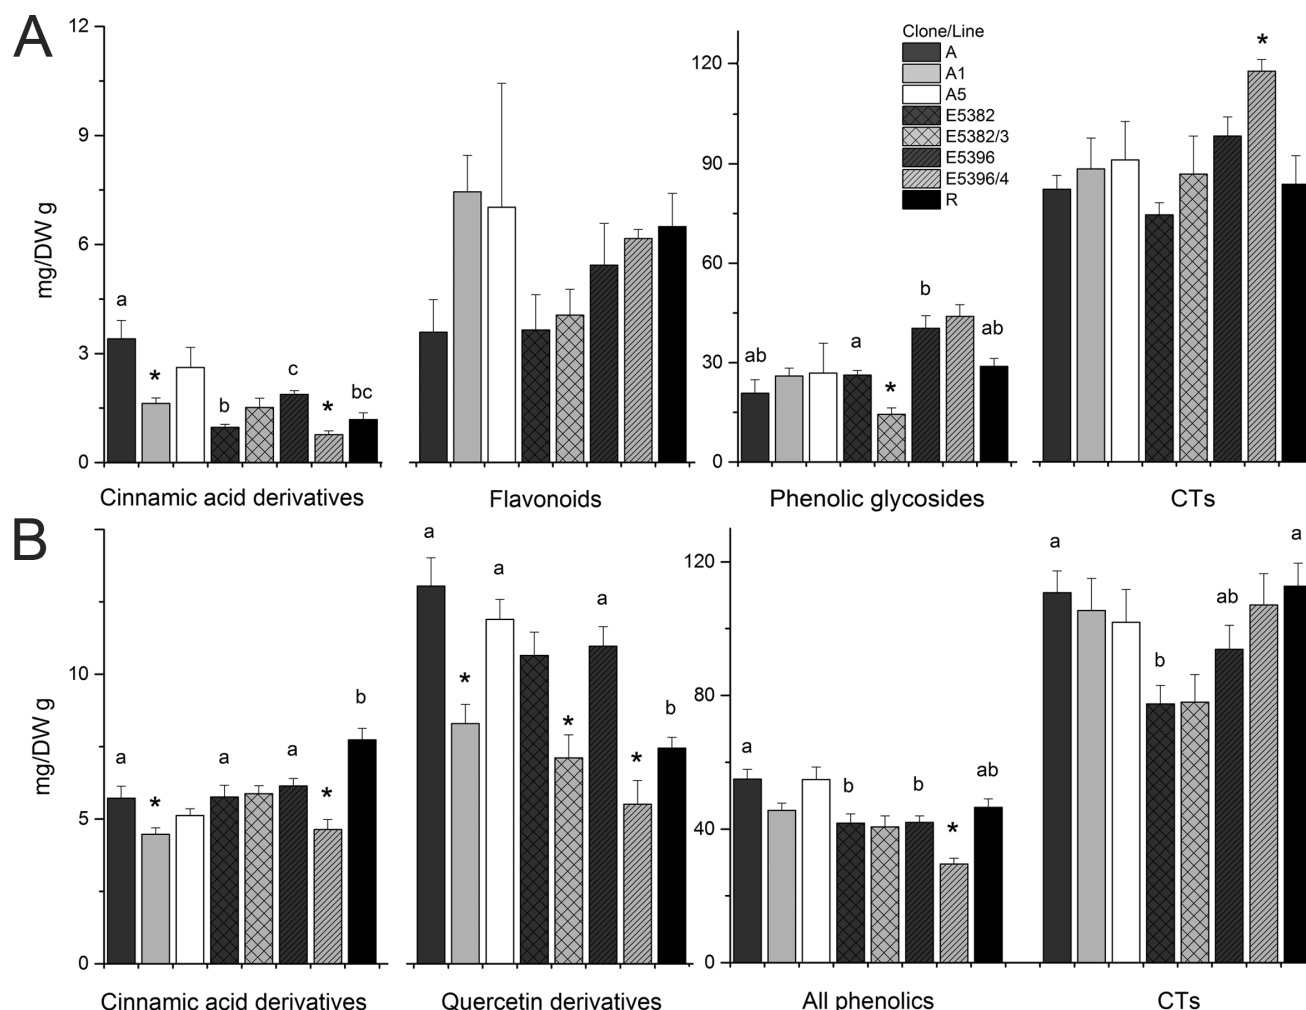 A
mg/DW g
12
9
6
3
0
a
*
b
c
*
bc
120
90
60
30
0
ab
a
*
b
ab
*
Clone/Line
A
A1
A5
E5382
E5382/3
E5396
E5396/4
R
Cinnamic acid derivatives
Flavonoids
Phenolic glycosides
CTs
B
mg/DW g
10
5
0
a
*
a
a
*
b
a
*
a
*
a
*
b
120
80
40
0
a
b
b
*
ab
a
b
ab
a
Cinnamic acid derivatives
Quercetin derivatives
All phenolics
CTs